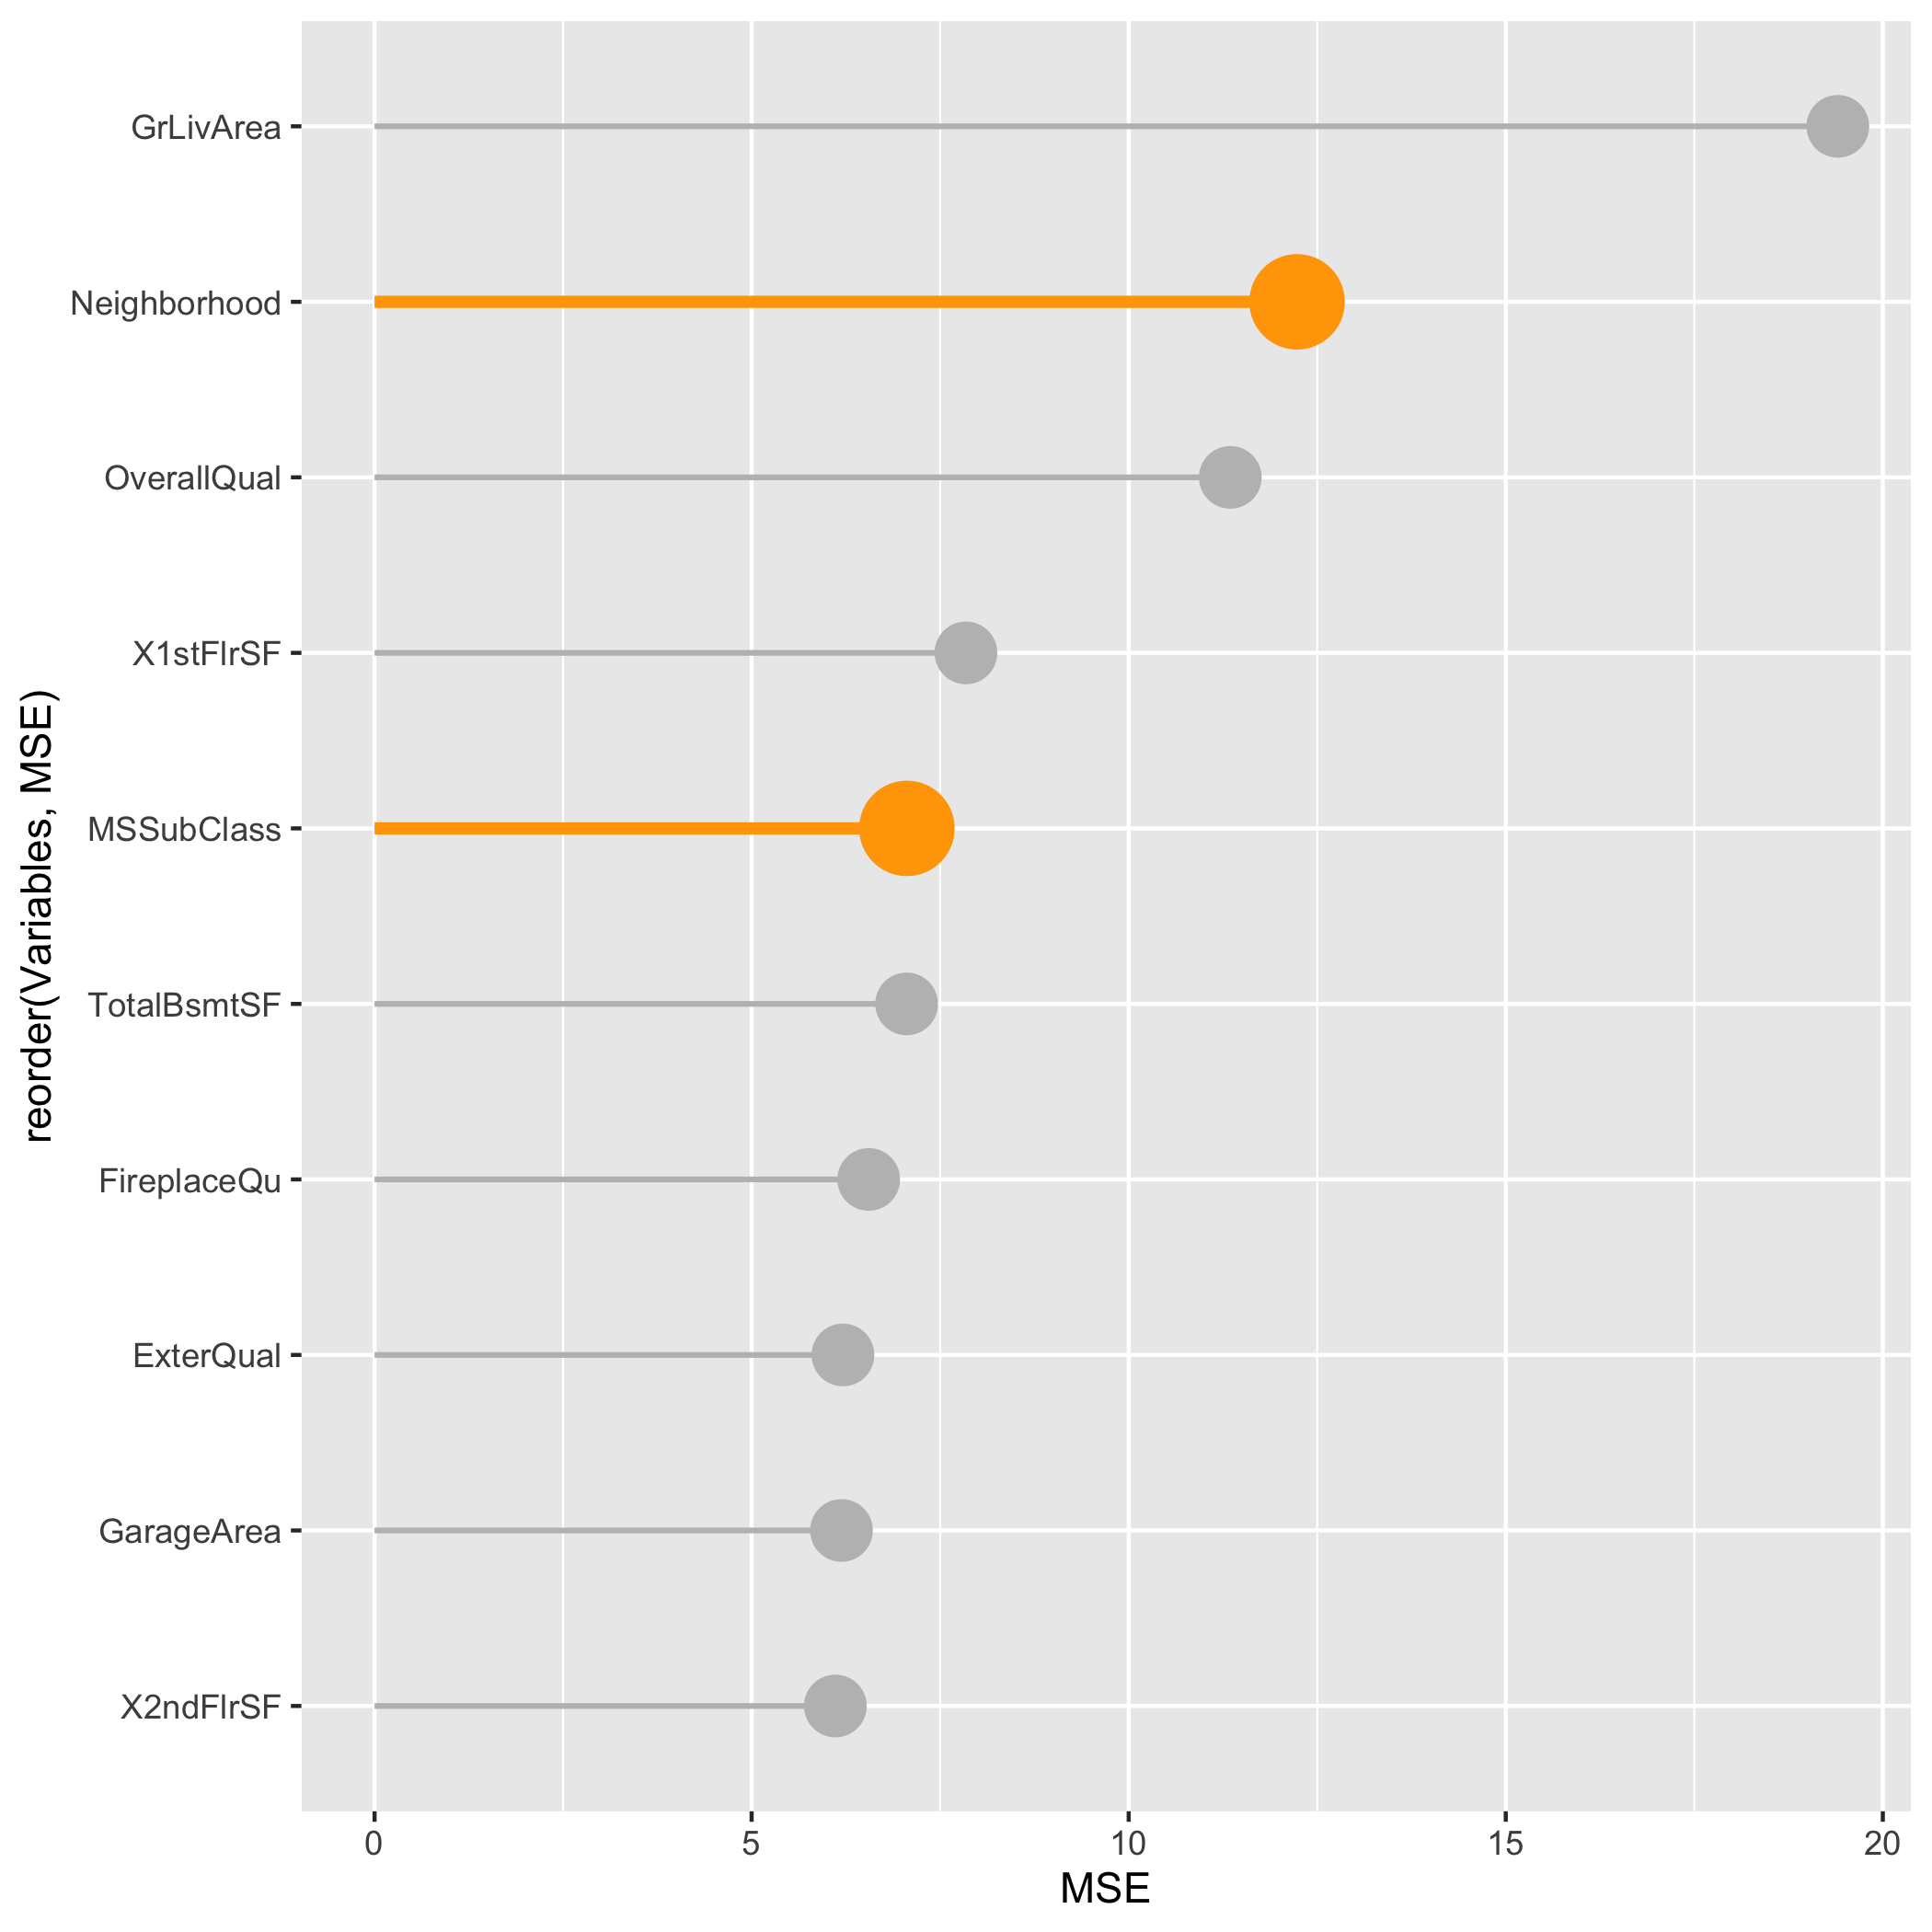 GrLivArea
Neighborhood
OverallQual
X1stFlrSF
MSSubClass
TotalBsmtSF
FireplaceQu
ExterQual
GarageArea
X2ndFlrSF
reorder(Variables, MSE)
0 5 10 15 20
MSE